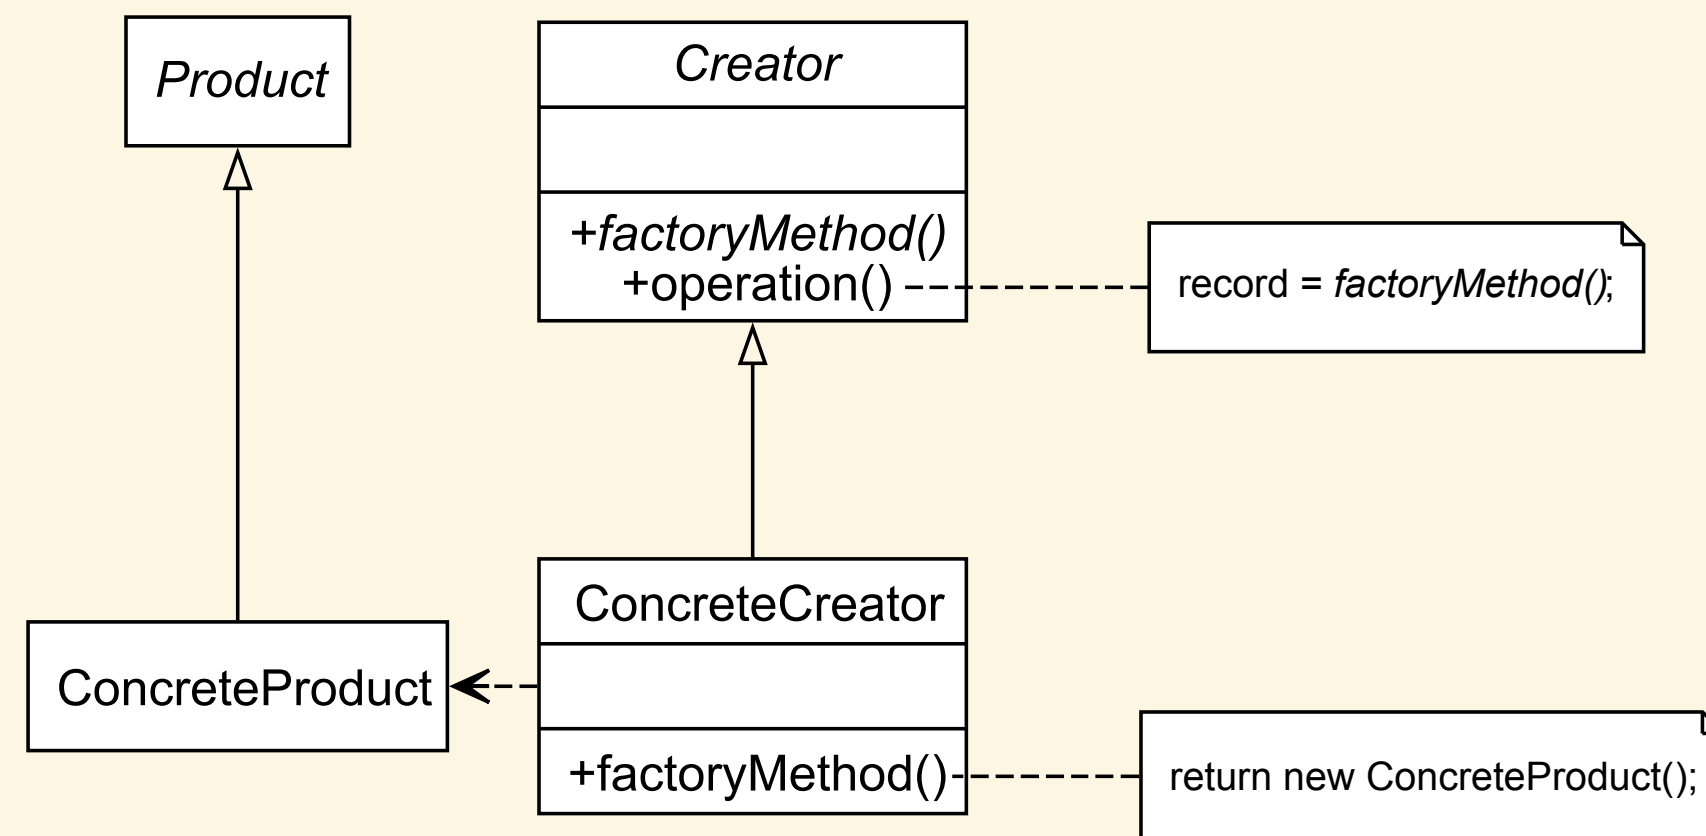 Product
Creator
+factoryMethod()
+operation()
record = factoryMethod();
ConcreteCreator
ConcreteProduct
+factoryMethod()
return new ConcreteProduct();